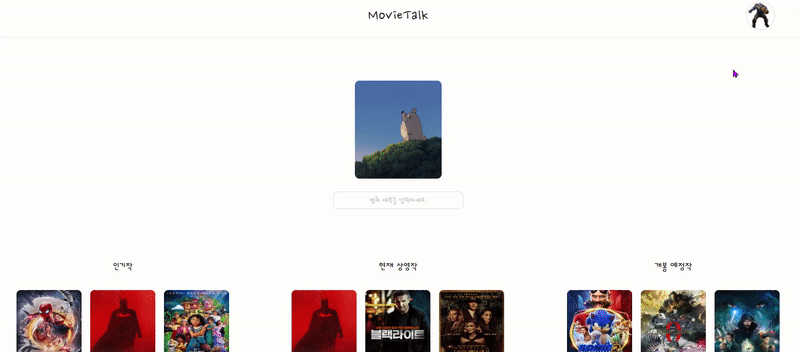 MovieTalk
영화 제목을 입력하세요
인기작
현재 상영작
개봉 예정작
블랙라이트